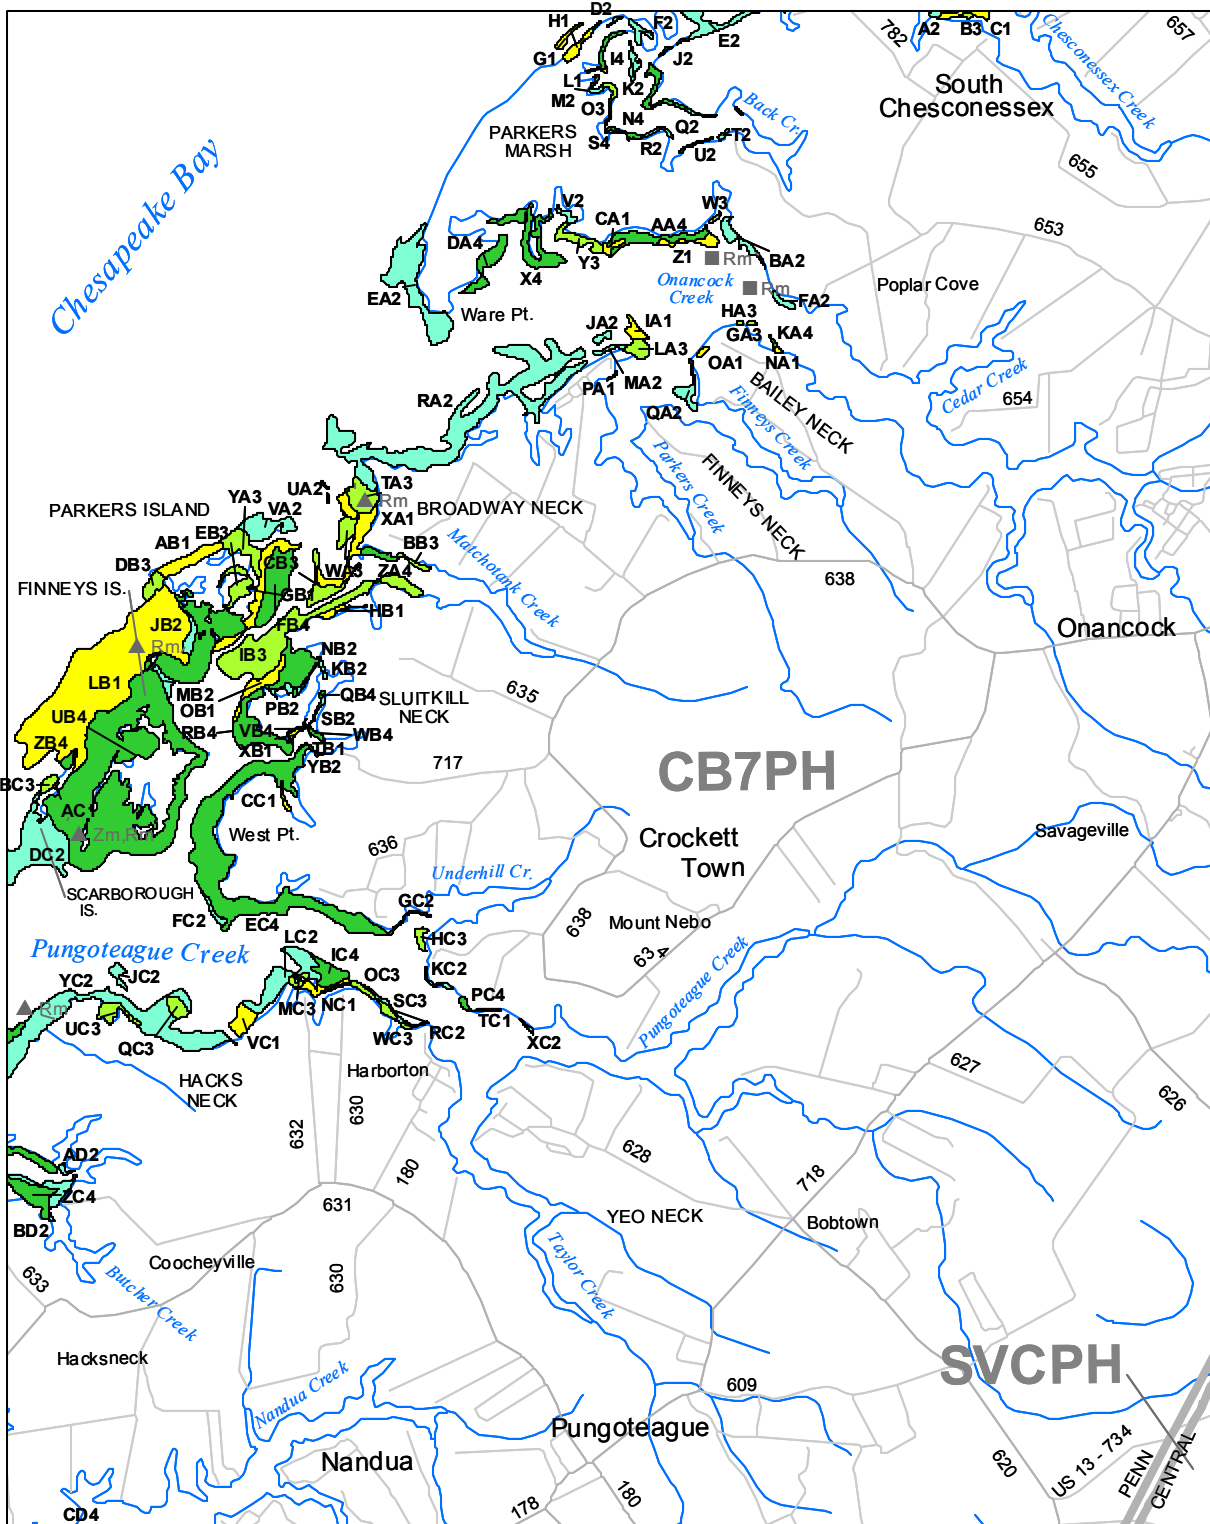 D2
H1
F2
A2
B3
C1
Chesconessex Creek
657
782
E2
G1
I4
J2
South
Chesconessex
L1
K2
M2
O3
Back Cr.
N4
Q2
PARKERS
MARSH
S4
R2
T2
U2
655
Chesapeake Bay
V2
W3
CA1
AA4
653
DA4
Y3
Z1
Rm
BA2
X4
Onancock
Creek
Rm
Poplar Cove
EA2
Ware Pt.
FA2
HA3
JA2
IA1
GA3
KA4
LA3
OA1
NA1
MA2
PA1
BAILEY NECK
Cedar Creek
654
RA2
QA2
Finneys Creek
Parkers Creek
FINNEYS NECK
UA2
TA3
Rm
YA3
VA2
PARKERS ISLAND
BROADWAY NECK
XA1
EB3
AB1
BB3
Matchotank Creek
DB3
CB3
WA3
ZA4
638
FINNEYS IS.
GB1
HB1
JB2
FB4
Onancock
Rm
IB3
NB2
KB2
LB1
MB2
635
OB1
PB2
QB4
SLUITKILL
NECK
UB4
SB2
RB4
VB4
WB4
ZB4
XB1
TB1
YB2
717
CB7PH
BC3
CC1
AC1
Zm,Rm
West Pt.
636
Crockett
Town
Savageville
DC2
Underhill Cr.
SCARBOROUGH
IS.
GC2
FC2
EC4
638
Mount Nebo
634
HC3
Pungoteague Creek
LC2
IC4
JC2
YC2
OC3
KC2
Pungoteague Creek
Rm
MC3
NC1
SC3
PC4
UC3
TC1
QC3
VC1
WC3
RC2
XC2
Harborton
627
HACKS
NECK
626
632
630
628
AD2
180
718
ZC4
631
YEO NECK
BD2
Bobtown
Coocheyville
633
630
Taylor Creek
Butcher Creek
Hacksneck
SVCPH
Nandua Creek
609
Pungoteague
Nandua
620
US 13 - 734
PENN
CENTRAL
178
180
CD4